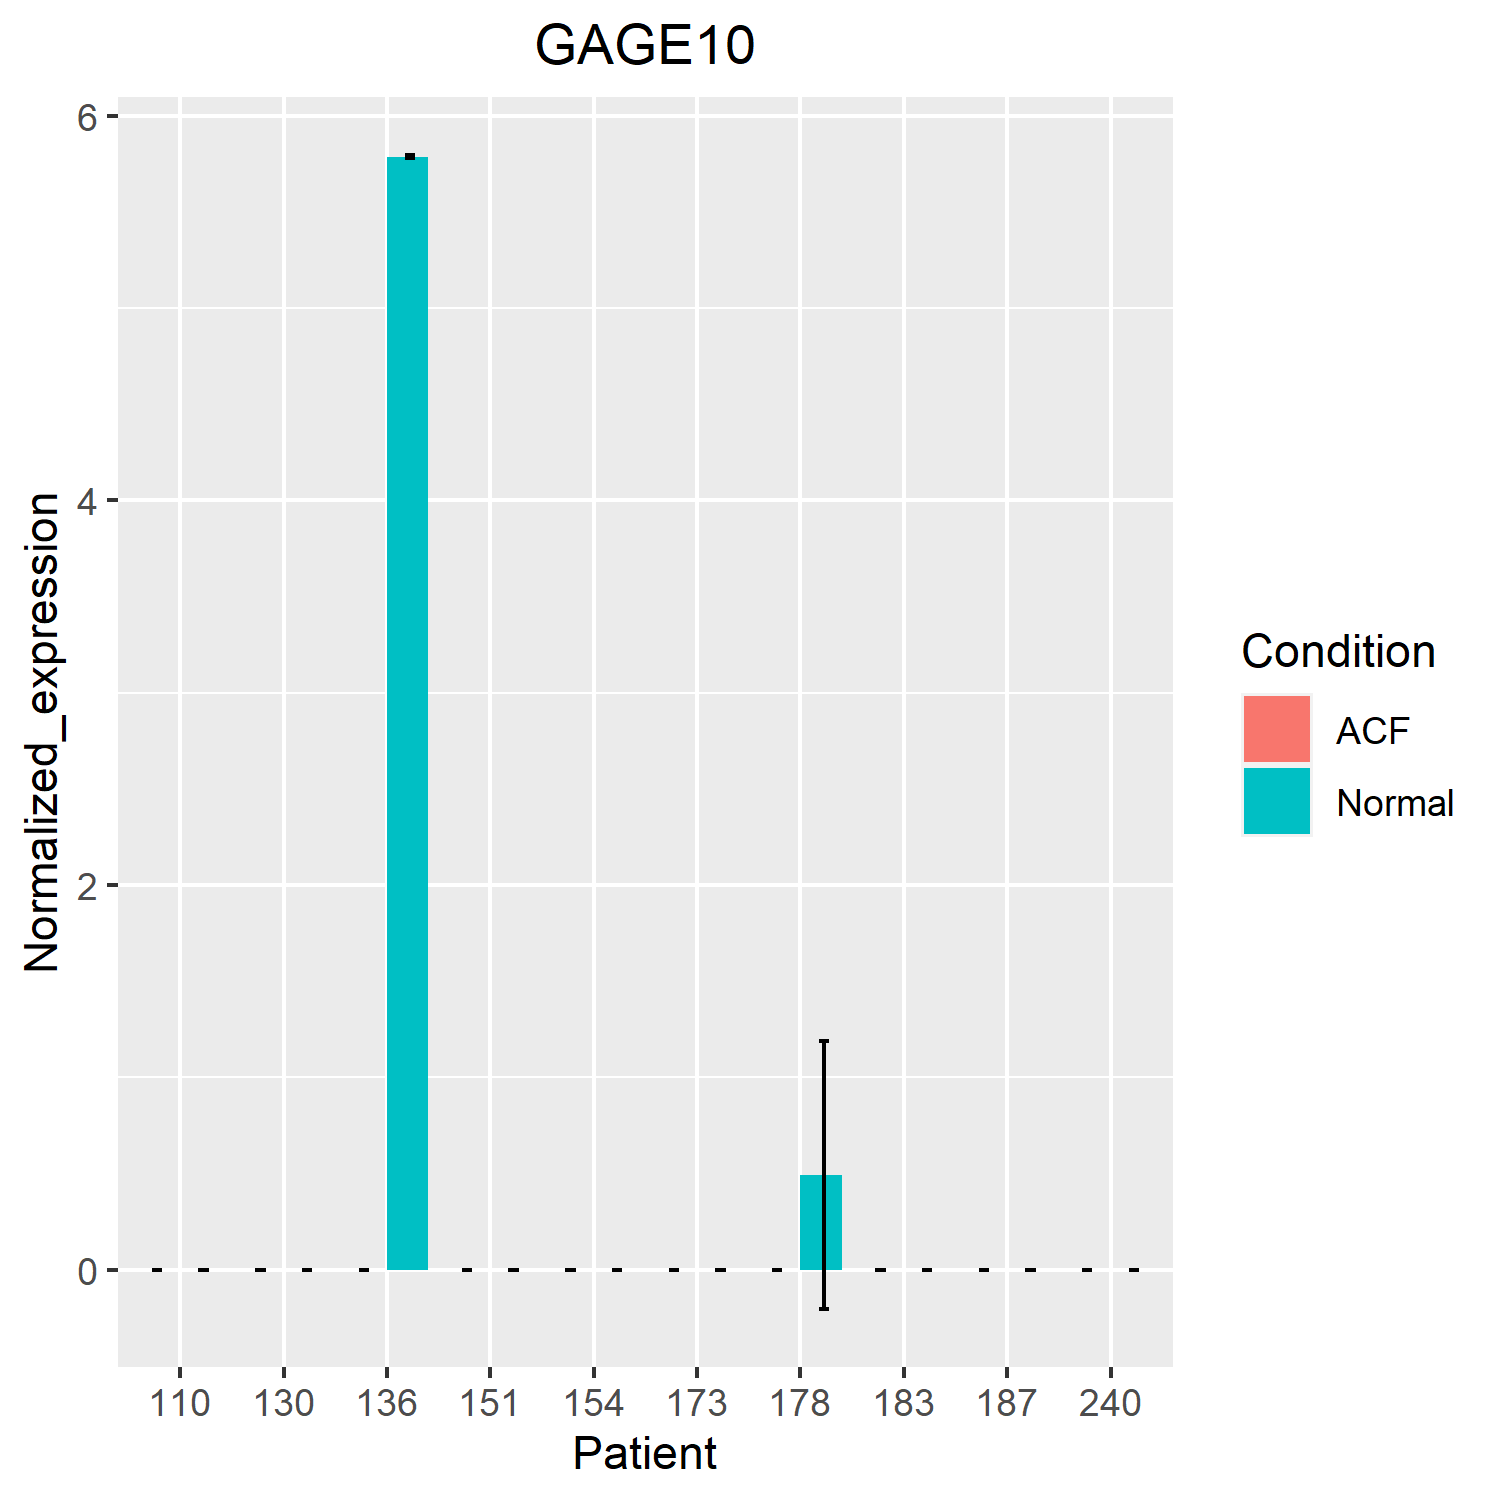 GAGE10
6
4
2
0
Normalized_expression
110 130 136 151 154 173 178 183 187 240
Patient
Condition
ACF
Normal